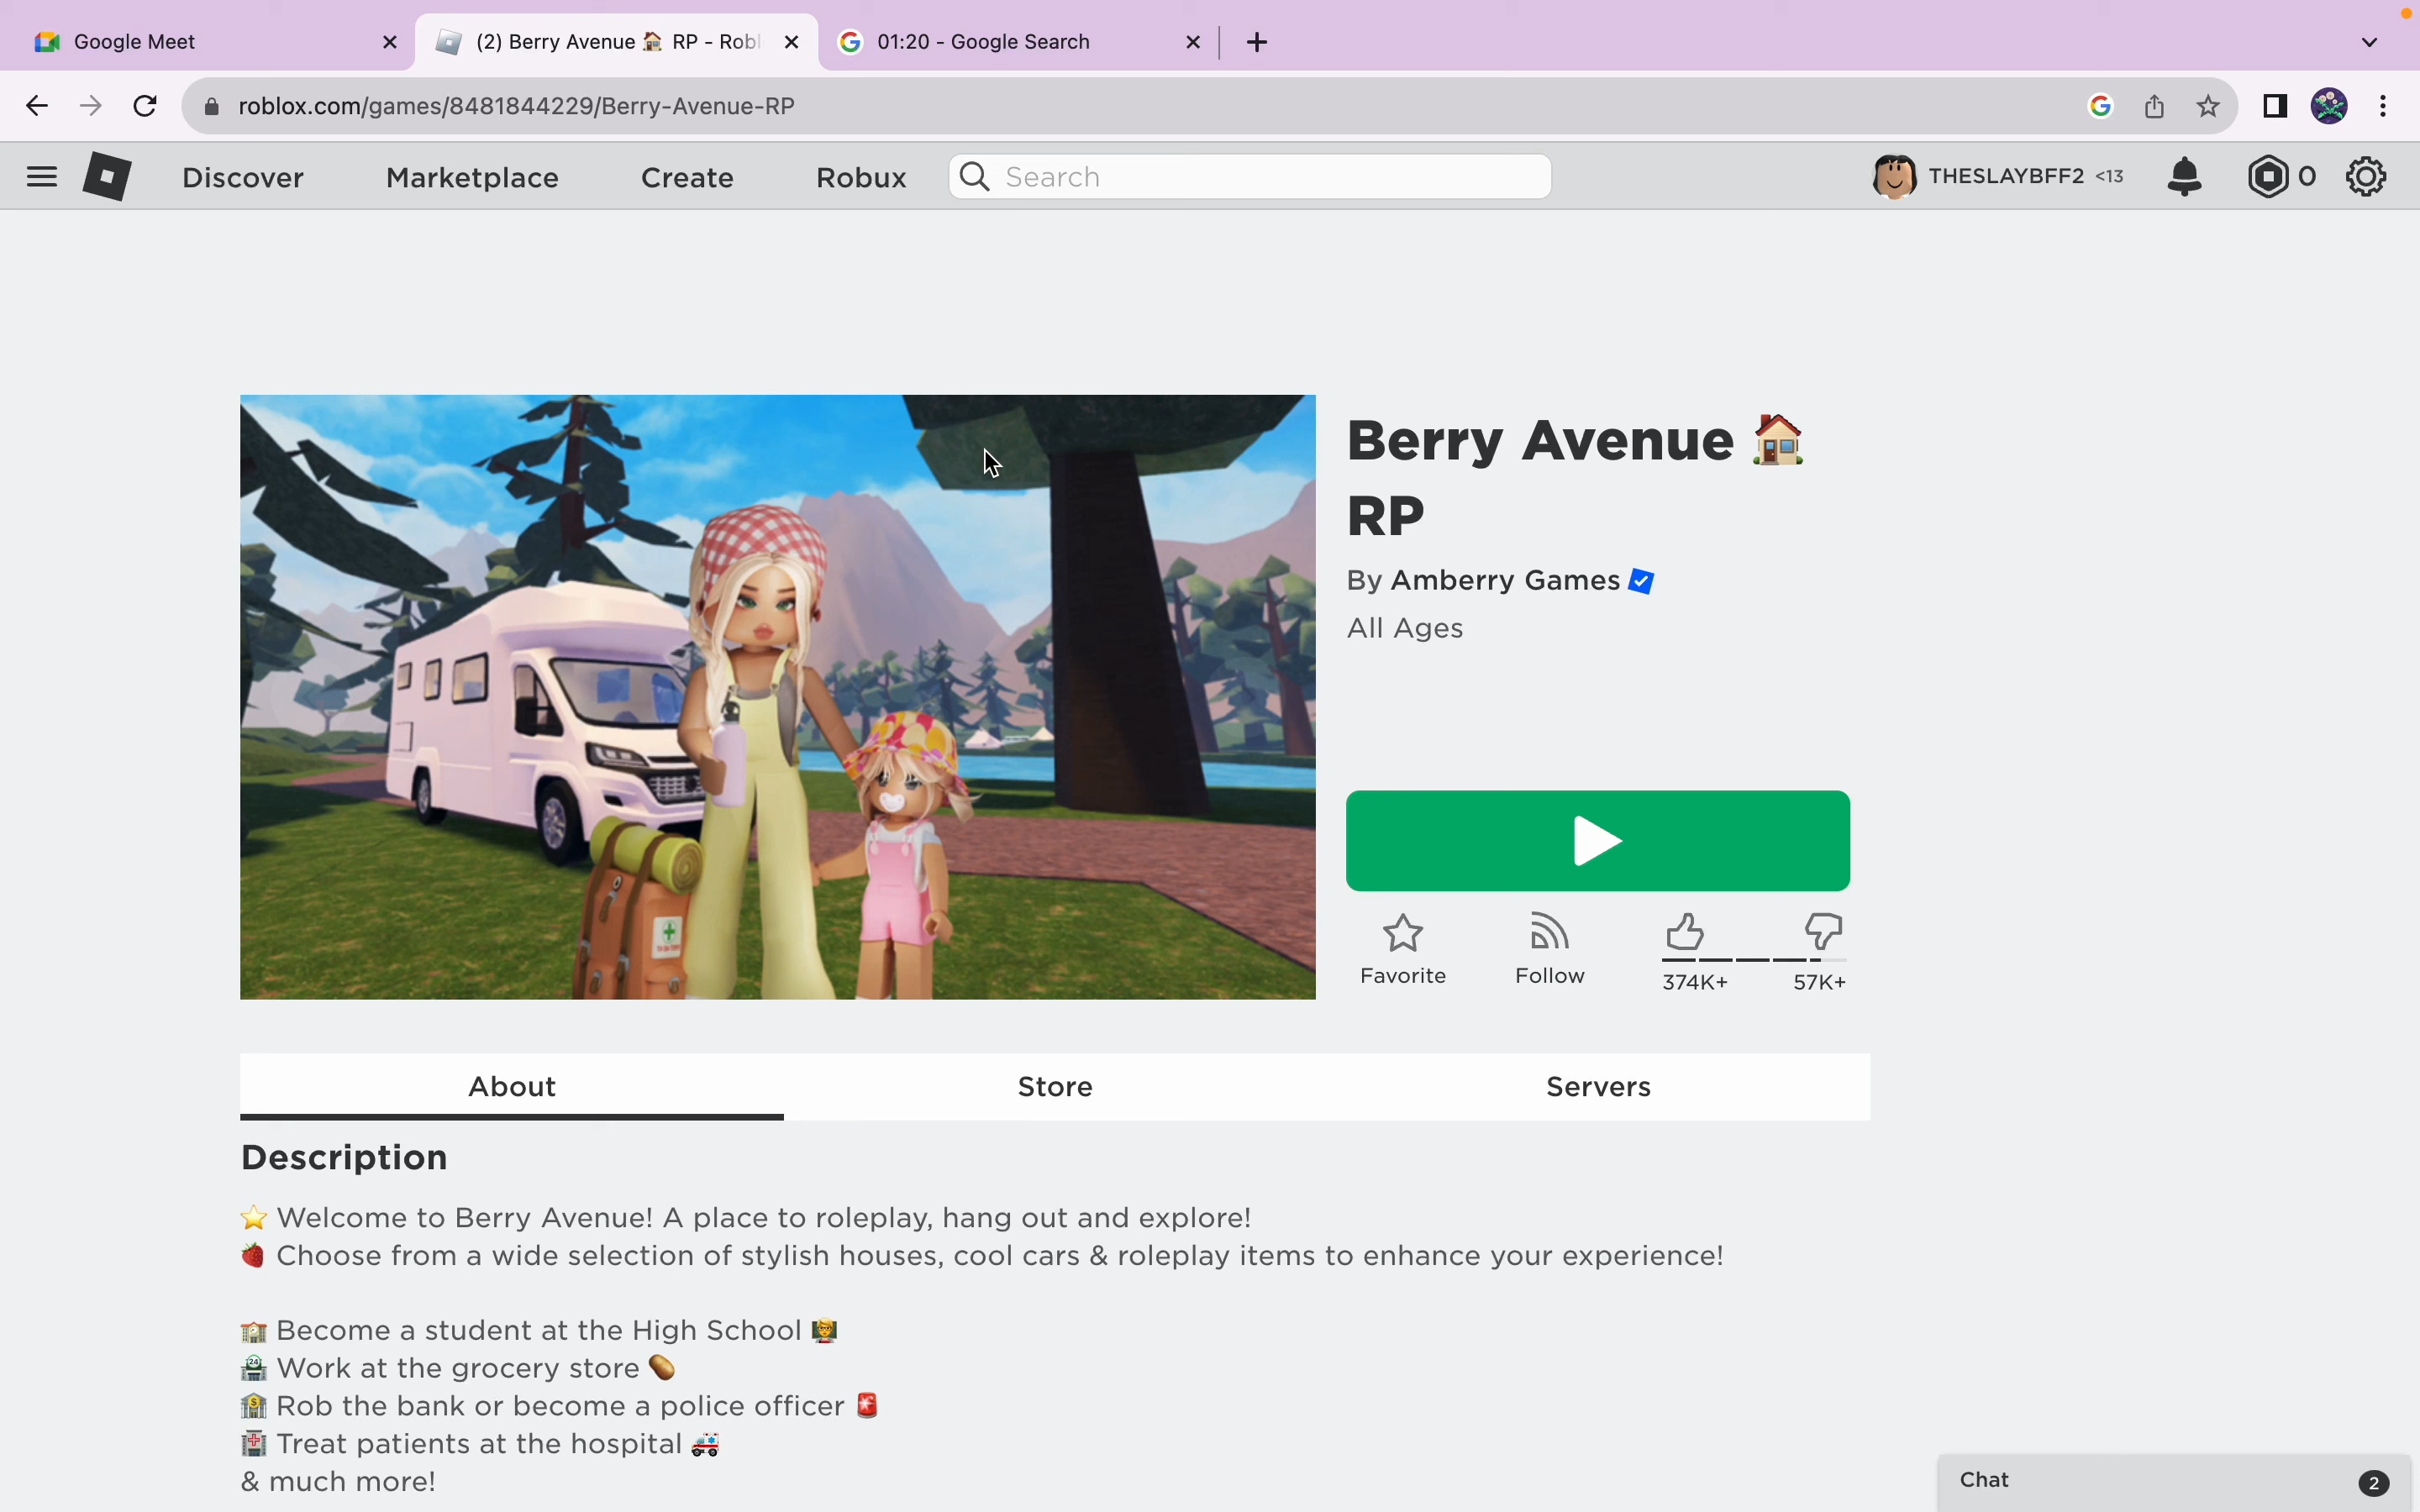 Google Meet
(2) Berry Avenue 🏠 RP - Robl
01:20 - Google Search
roblox.com/games/8481844229/Berry-Avenue-RP
Discover
Marketplace
Create
Robux
Search
THESLAYBFF2 <13
0
Berry Avenue 🏠
RP
By Amberry Games
All Ages
Favorite
Follow
374K+
57K+
About
Store
Servers
Description
⭐ Welcome to Berry Avenue! A place to roleplay, hang out and explore!
🍓 Choose from a wide selection of stylish houses, cool cars & roleplay items to enhance your experience!
🏫 Become a student at the High School 👩‍🏫
🏪 Work at the grocery store 🥔
🏦 Rob the bank or become a police officer 🚨
🏥 Treat patients at the hospital 🚑
& much more!
Chat
2